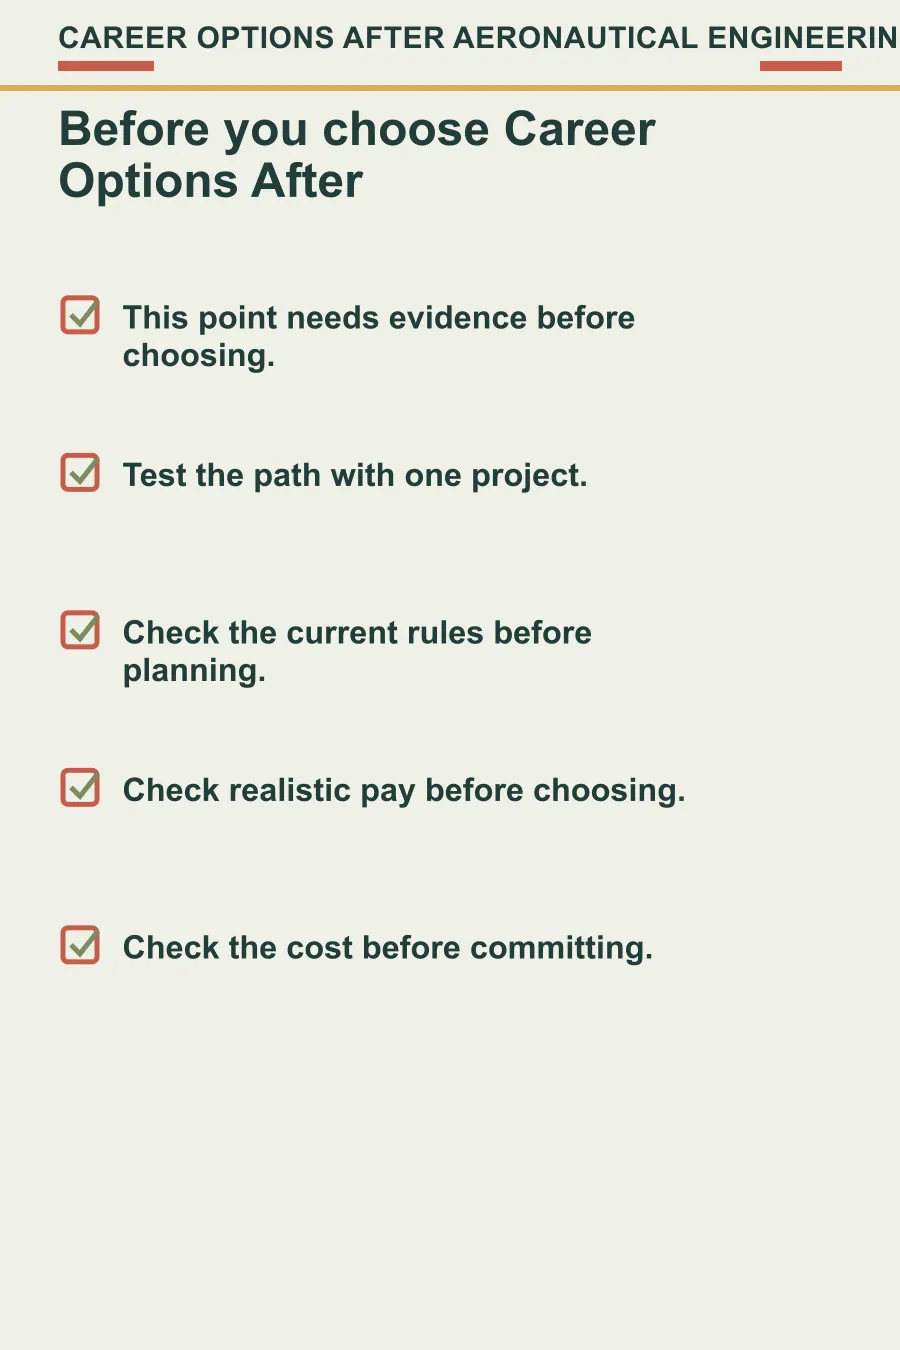 CAREER OPTIONS AFTER AERONAUTICAL ENGINEERIN
Before you choose Career
Options After
This point needs evidence before
choosing.
Test the path with one project.
Check the current rules before
planning.
Check realistic pay before choosing.
Check the cost before committing.